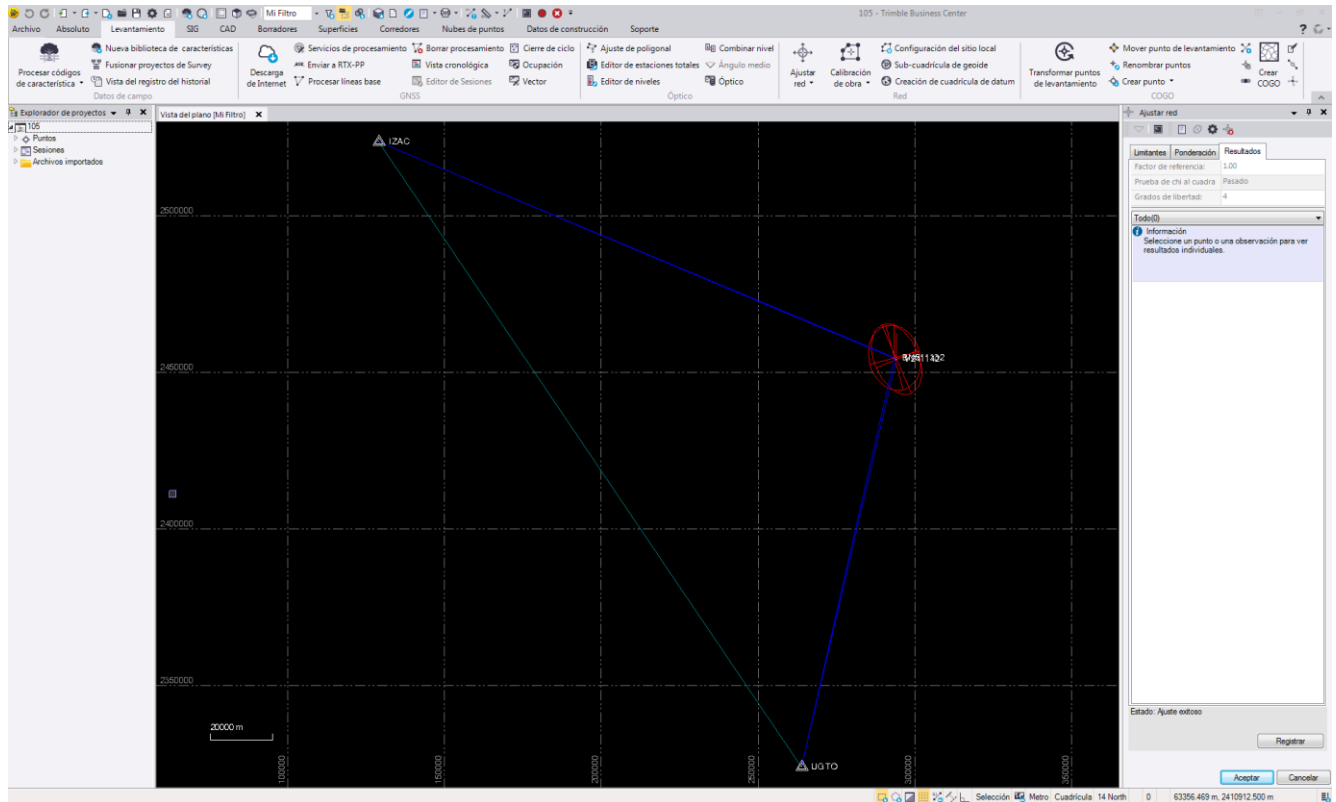 Mi Filtro
105 - Trimble Business Center
Archivo Absoluto Levantamiento SIG CAD Borradores Superficies Corredores Nubes de puntos Datos de construcción Soporte
Procesar códigos de característica
Nueva biblioteca de características
Fusionar proyectos de Survey
Vista del registro del historial
Datos de campo
Descarga de Internet
Servicios de procesamiento
Enviar a RTX-PP
Procesar líneas base
Borrar procesamiento
Vista cronológica
Editor de Sesiones
Cierre de ciclo
Ocupación
Vector
GNSS
Ajuste de poligonal
Editor de estaciones totales
Editor de niveles
Ángulo medio
Combinar nivel
Óptico
Óptico
Ajustar red
Calibración de obra
Configuración del sitio local
Sub-cuadrícula de geoide
Creación de cuadrícula de datum
Red
Transformar puntos de levantamiento
Mover punto de levantamiento
Renombrar puntos
Crear punto
Crear COGO
COGO
Explorador de proyectos
105
Puntos
Sesiones
Archivos importados
Vista del plano [Mi Filtro]
IZAC
2500000
2450000
2400000
2350000
20000 m
UGTO
100000
150000
200000
250000
300000
350000
Ajustar red
Limitantes Ponderación Resultados
Factor de referencia: 1.00
Prueba de chi al cuadra Pasado
Grados de libertad: 4
Todo(0)
Información
Seleccione un punto o una observación para ver
resultados individuales.
Estado: Ajuste exitoso
Registrar
Aceptar Cancelar
Selección Metro Cuadrícula 14 North 0 63356.469 m, 2410912.500 m